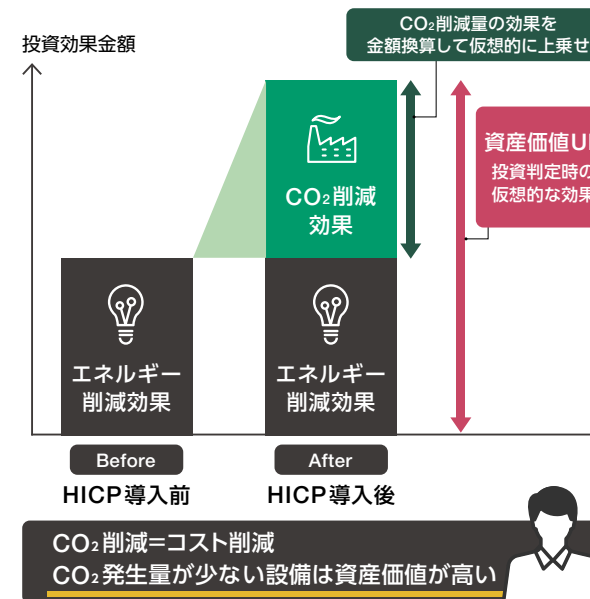 投資効果金額
CO₂削減量の効果を
金額換算して仮想的に上乗せ
資産価値U
投資判定時の
仮想的な効果
CO₂削減
効果
エネルギー
削減効果
エネルギー
削減効果
Before
After
HICP導入前
HICP導入後
CO₂削減=コスト削減
CO₂発生量が少ない設備は資産価値が高い